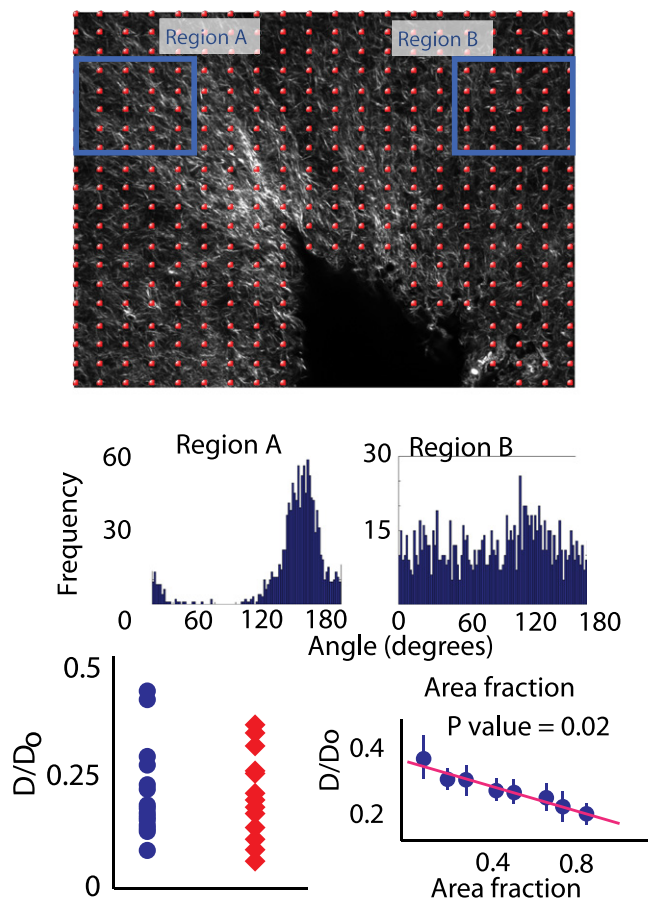 Region A
Region B
Region A
Region B
Frequency
60
30
0
60
120
180
30
15
0
60
120
180
Angle (degrees)
D/Do
0.5
0.25
0
Area fraction
P value = 0.02
D/Do
0.4
0.2
0.4
0.8
Area fraction